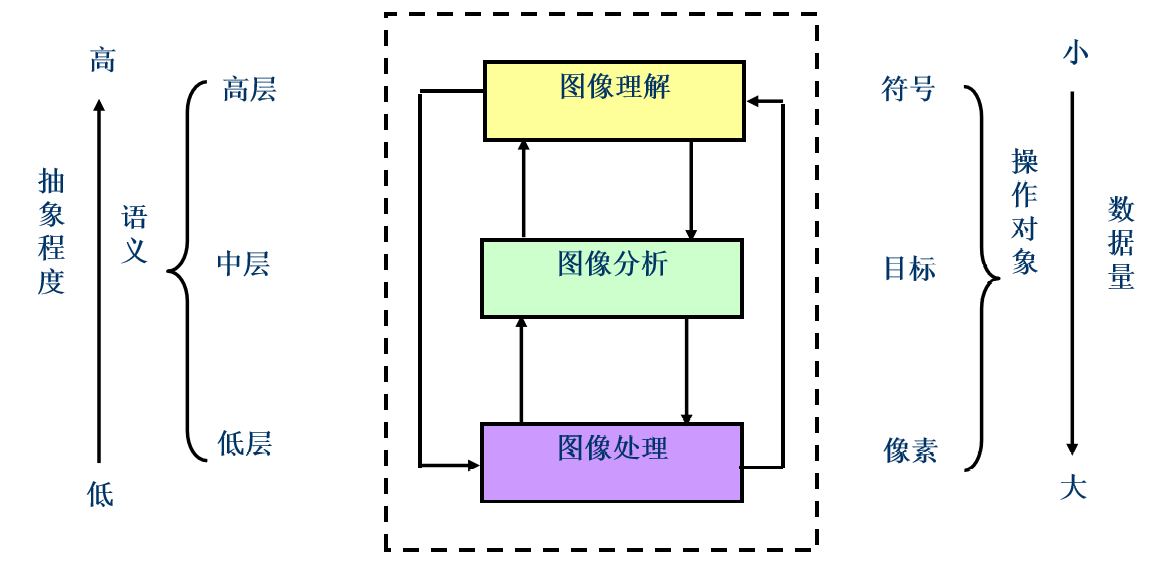 高
抽象程度
低
语义
高层
中层
低层
图像理解
图像分析
图像处理
符号
目标
像素
操作对象
小
数据量
大